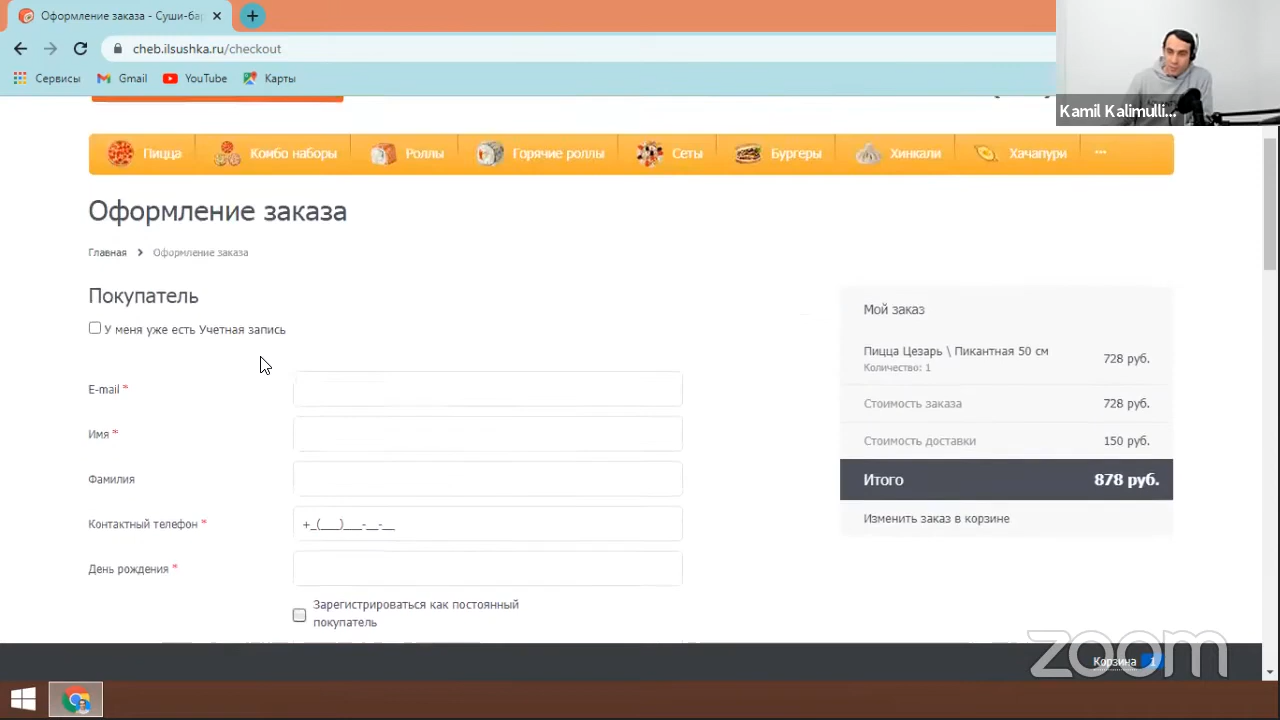 Оформление заказа - Суши-ба
cheb.ilsushka.ru/checkout
Сервисы Gmail YouTube Карты
Kamil Kalimulli...
Пицца Комбо наборы Роллы Горячие роллы Сеты Бургеры Хинкали Хачапури ...
Оформление заказа
Главная Оформление заказа
Покупатель
У меня уже есть Учетная запись
E-mail *
Имя *
Фамилия
Контактный телефон * +_(___)___-__-__
День рождения *
Зарегистрироваться как постоянный
покупатель
Мой заказ
Пицца Цезарь \ Пикантная 50 см 728 руб.
Количество: 1
Стоимость заказа 728 руб.
Стоимость доставки 150 руб.
Итого 878 руб.
Изменить заказ в корзине
Корзина 1
zoom